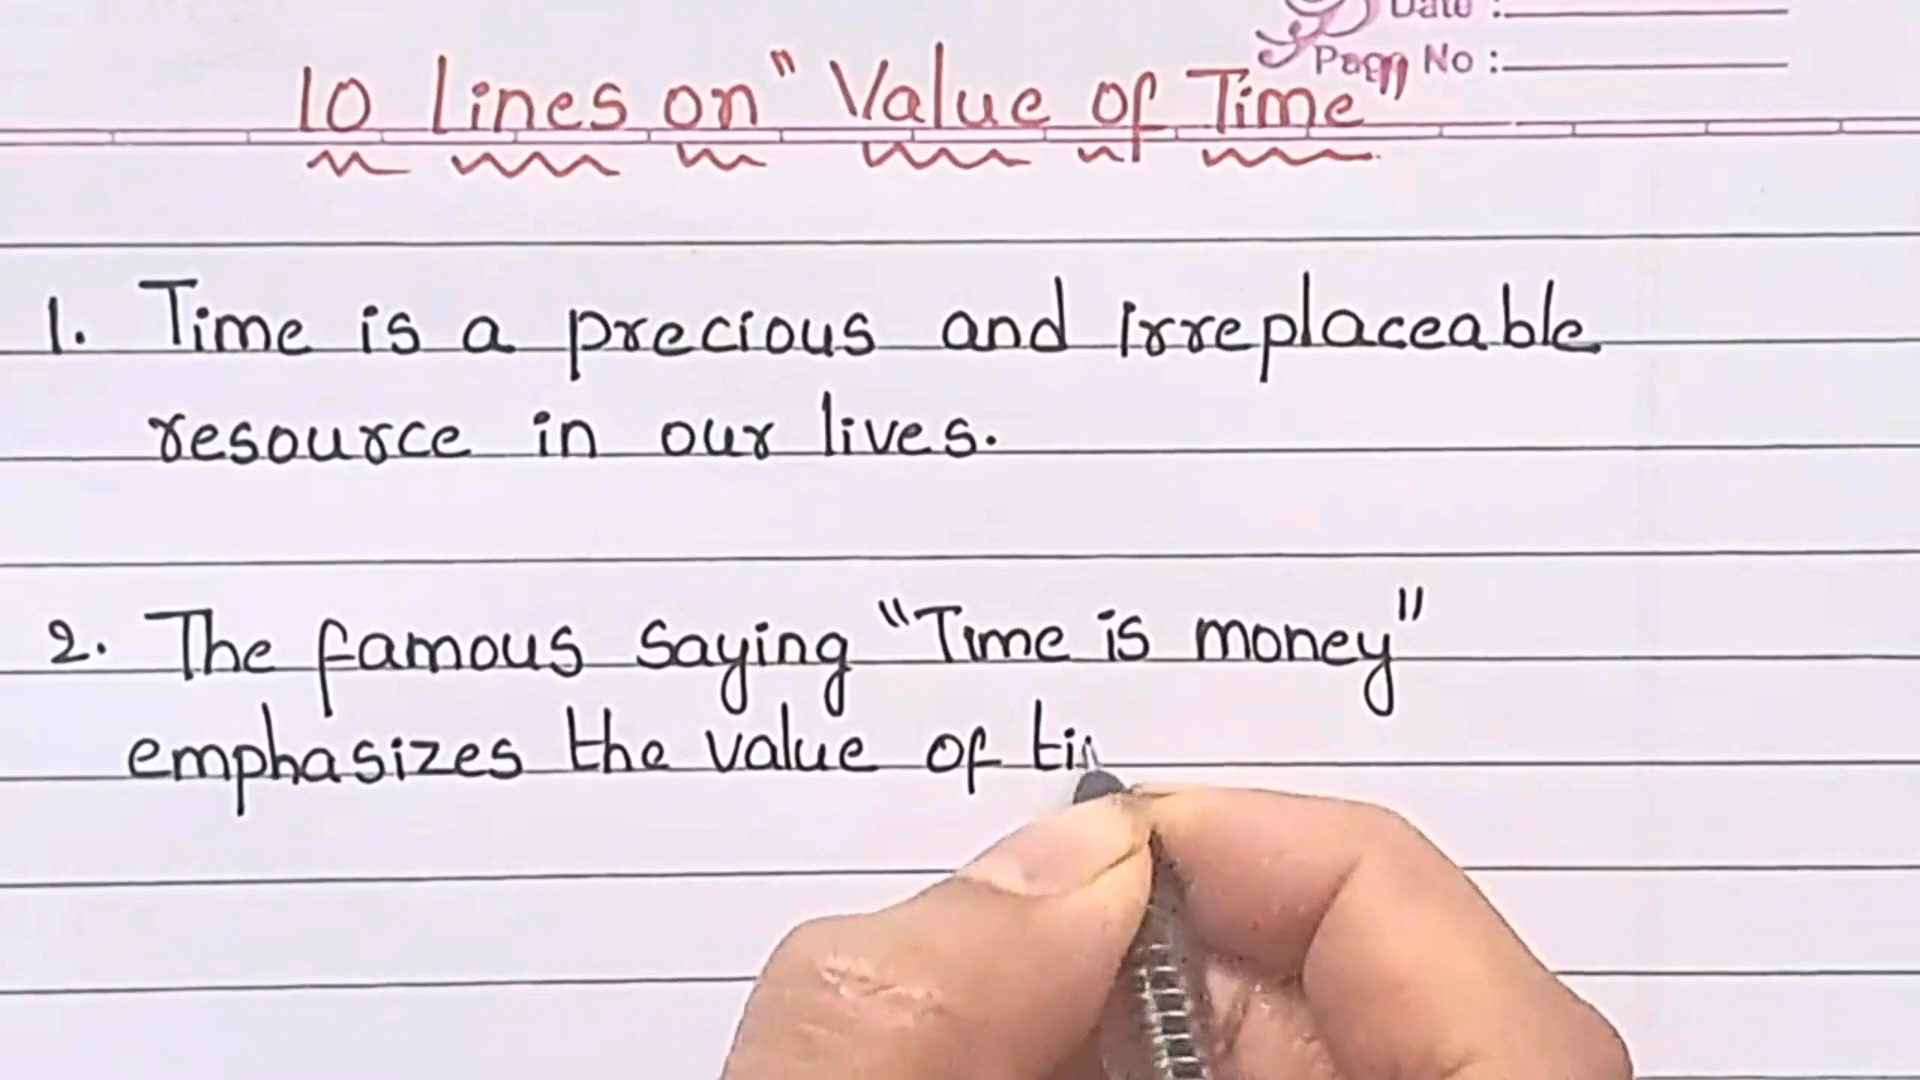 Date :
Page No :
10 Lines on "Value of Time"
1. Time is a precious and irreplaceable
resource in our lives.
2. The famous saying "Time is money"
emphasizes the value of